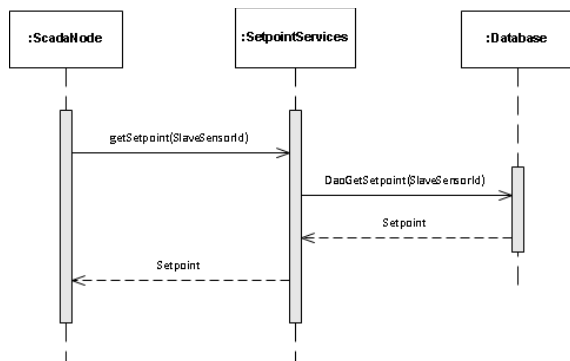 :ScadaNode
:SetpointServices
:Database
getSetpoint(SlaveSensorId)
DaoGetSetpoint(SlaveSensorId)
Setpoint
Setpoint